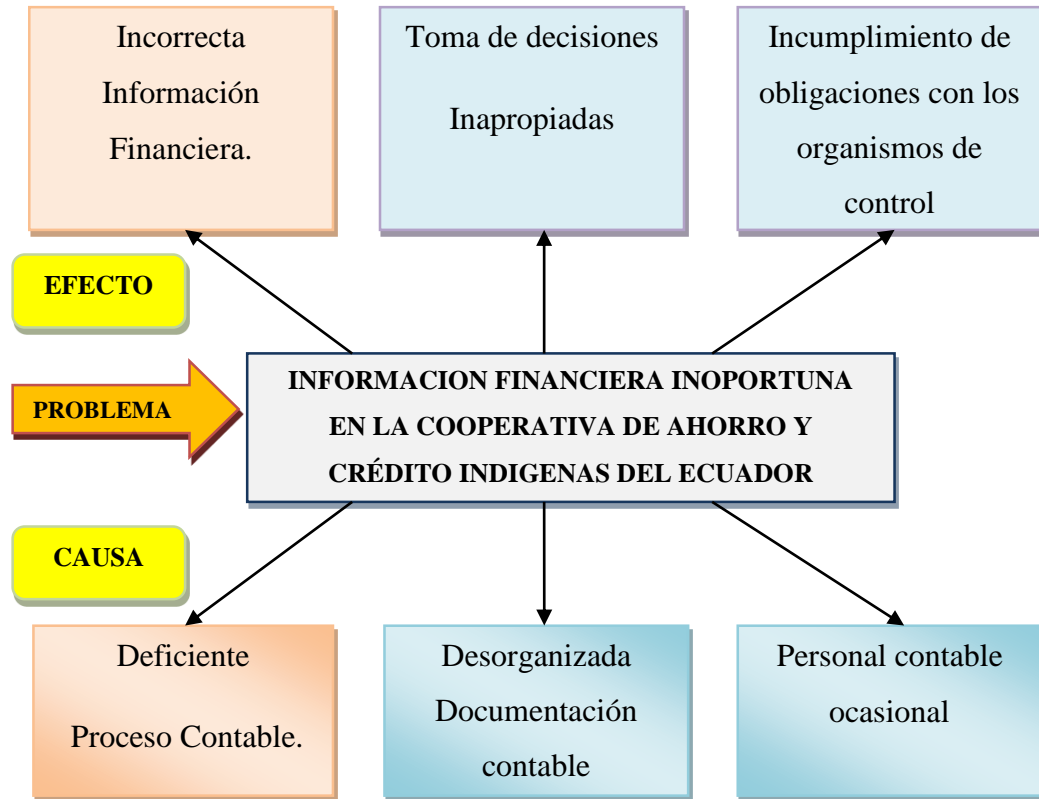 Incorrecta
Información
Financiera.
Toma de decisiones
Inapropiadas
Incumplimiento de
obligaciones con los
organismos de
control
EFECTO
PROBLEMA
INFORMACION FINANCIERA INOPORTUNA
EN LA COOPERATIVA DE AHORRO Y
CRÉDITO INDIGENAS DEL ECUADOR
CAUSA
Deficiente
Proceso Contable.
Desorganizada
Documentación
contable
Personal contable
ocasional